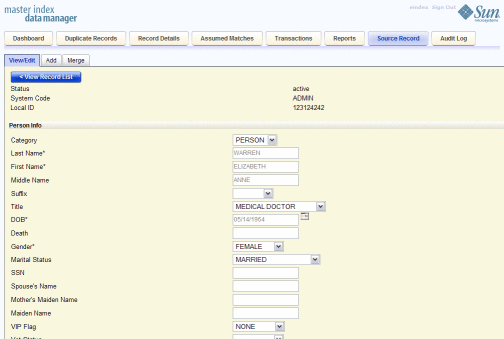 master index
data manager
window Sign Out
Sun
microsystems
Dashboard Duplicate Records Record Details Assumed Matches Transactions Reports Source Record Audit Log
View/Edit Add Merge
< View Record List
Status active
System Code ADMIN
Local ID 123124242
Person Info
Category PERSON
Last Name* WARREN
First Name* ELIZABETH
Middle Name ANNE
Suffix
Title MEDICAL DOCTOR
DOB* 05/14/1964
Death
Gender* FEMALE
Marital Status MARRIED
SSN
Spouse's Name
Mother's Maiden Name
Maiden Name
VIP Flag NONE
Vet Status